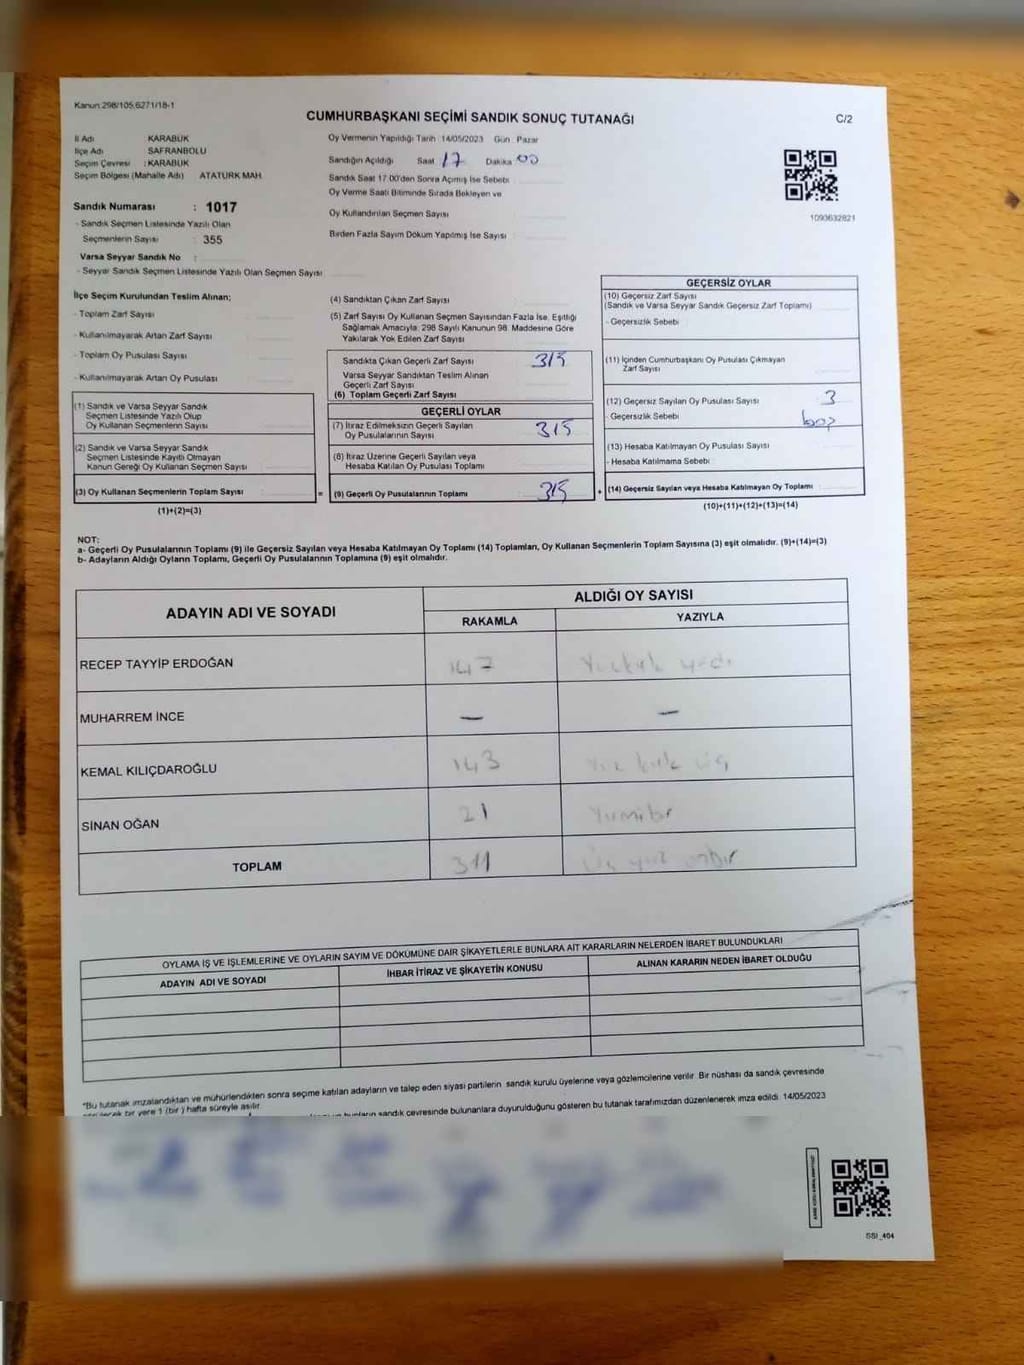 Kanun:298/105,6271/18-1
CUMHURBAŞKANI SEÇİMİ SANDIK SONUÇ TUTANAĞI
C/2
İl Adı KARABÜK
İlçe Adı SAFRANBOLU
Seçim Çevresi : KARABÜK
Seçim Bölgesi (Mahalle Adı) ATATÜRK MAH.
Sandık Numarası : 1017
- Sandık Seçmen Listesinde Yazılı Olan
Seçmenlerin Sayısı : 355
Varsa Seyyar Sandık No :
- Seyyar Sandık Seçmen Listesinde Yazılı Olan Seçmen Sayısı
Oy Vermenin Yapıldığı Tarih 14/05/2023 Gün Pazar
Sandığın Açıldığı Saat 17 Dakika 00
Sandık Saat 17.00'den Sonra Açılmış İse Sebebi
Oy Verme Saati Bitiminde Sırada Bekleyen ve
Oy Kullandırılan Seçmen Sayısı
Birden Fazla Sayım Döküm Yapılmış İse Sayısı
1093632821
İlçe Seçim Kurulundan Teslim Alınan;
- Toplam Zarf Sayısı
- Kullanılmayarak Artan Zarf Sayısı
- Toplam Oy Pusulası Sayısı
- Kullanılmayarak Artan Oy Pusulası
(1) Sandık ve Varsa Seyyar Sandık
Seçmen Listesinde Yazılı Olup
Oy Kullanan Seçmenlerin Sayısı
(2) Sandık ve Varsa Seyyar Sandık
Seçmen Listesinde Kayıtlı Olmayan
Kanun Gereği Oy Kullanan Seçmen Sayısı
(3) Oy Kullanan Seçmenlerin Toplam Sayısı
(1)+(2)=(3)
(4) Sandıktan Çıkan Zarf Sayısı
(5) Zarf Sayısı Oy Kullanan Seçmen Sayısından Fazla İse, Eşitliği
Sağlamak Amacıyla, 298 Sayılı Kanunun 98. Maddesine Göre
Yakılarak Yok Edilen Zarf Sayısı
Sandıkta Çıkan Geçerli Zarf Sayısı 315
Varsa Seyyar Sandıktan Teslim Alınan
Geçerli Zarf Sayısı
(6) Toplam Geçerli Zarf Sayısı
GEÇERLİ OYLAR
(7) İtiraz Edilmeksizin Geçerli Sayılan
Oy Pusulalarının Sayısı 315
(8) İtiraz Üzerine Geçerli Sayılan veya
Hesaba Katılan Oy Pusulası Toplamı
= (9) Geçerli Oy Pusulalarının Toplamı 315 +
GEÇERSİZ OYLAR
(10) Geçersiz Zarf Sayısı
(Sandık ve Varsa Seyyar Sandık Geçersiz Zarf Toplamı)
- Geçersizlik Sebebi
(11) İçinden Cumhurbaşkanı Oy Pusulası Çıkmayan
Zarf Sayısı
(12) Geçersiz Sayılan Oy Pusulası Sayısı 3
- Geçersizlik Sebebi boş
(13) Hesaba Katılmayan Oy Pusulası Sayısı
- Hesaba Katılmama Sebebi
(14) Geçersiz Sayılan veya Hesaba Katılmayan Oy Toplamı
(10)+(11)+(12)+(13)=(14)
NOT:
a- Geçerli Oy Pusulalarının Toplamı (9) ile Geçersiz Sayılan veya Hesaba Katılmayan Oy Toplamı (14) Toplamları, Oy Kullanan Seçmenlerin Toplam Sayısına (3) eşit olmalıdır. (9)+(14)=(3)
b- Adayların Aldığı Oyların Toplamı, Geçerli Oy Pusulalarının Toplamına (9) eşit olmalıdır.
ADAYIN ADI VE SOYADI
ALDIĞI OY SAYISI
RAKAMLA YAZIYLA
RECEP TAYYİP ERDOĞAN 147 Yüzkırk yedi
MUHARREM İNCE — —
KEMAL KILIÇDAROĞLU 143 Yüz kırk üç
SİNAN OĞAN 21 Yirmibir
TOPLAM 311 Üç yüz onbir
OYLAMA İŞ VE İŞLEMLERİNE VE OYLARIN SAYIM VE DÖKÜMÜNE DAİR ŞİKAYETLERLE BUNLARA AİT KARARLARIN NELERDEN İBARET BULUNDUKLARI
ADAYIN ADI VE SOYADI İHBAR İTİRAZ VE ŞİKAYETİN KONUSU ALINAN KARARIN NEDEN İBARET OLDUĞU
*Bu tutanak imzalandıktan ve mühürlendikten sonra seçime katılan adayların ve talep eden siyasi partilerin sandık kurulu üyelerine veya gözlemcilerine verilir. Bir nüshası da sandık çevresinde
bir yere 1 (bir) hafta süreyle asılır.
sandık çevresinde bulunanlara duyurulduğunu gösteren bu tutanak tarafımızdan düzenlenerek imza edildi. 14/05/2023
SSI_404